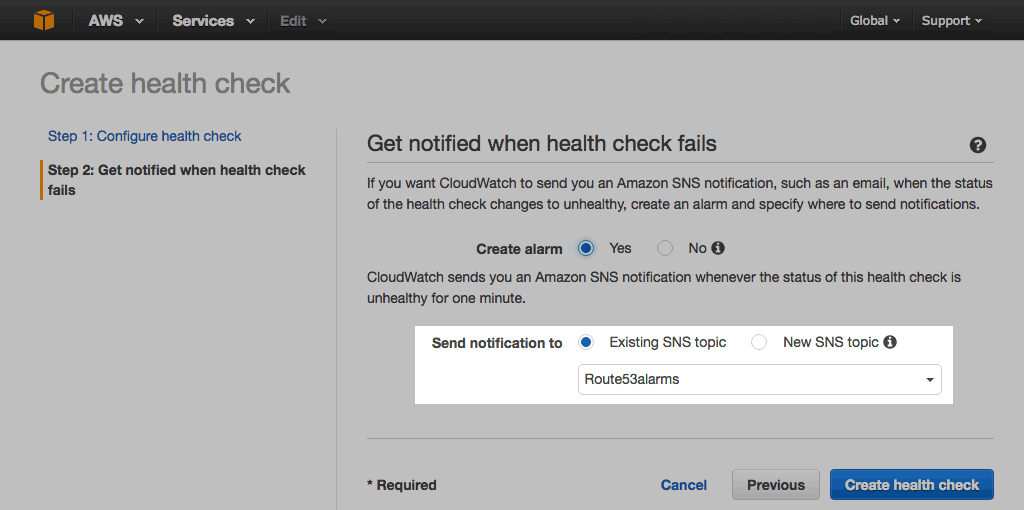 AWS Services Edit Global Support
Create health check
Step 1: Configure health check
Step 2: Get notified when health check
fails
Get notified when health check fails
If you want CloudWatch to send you an Amazon SNS notification, such as an email, when the status
of the health check changes to unhealthy, create an alarm and specify where to send notifications.
Create alarm Yes No
CloudWatch sends you an Amazon SNS notification whenever the status of this health check is
unhealthy for one minute.
Send notification to Existing SNS topic New SNS topic
Route53alarms
* Required Cancel Previous Create health check